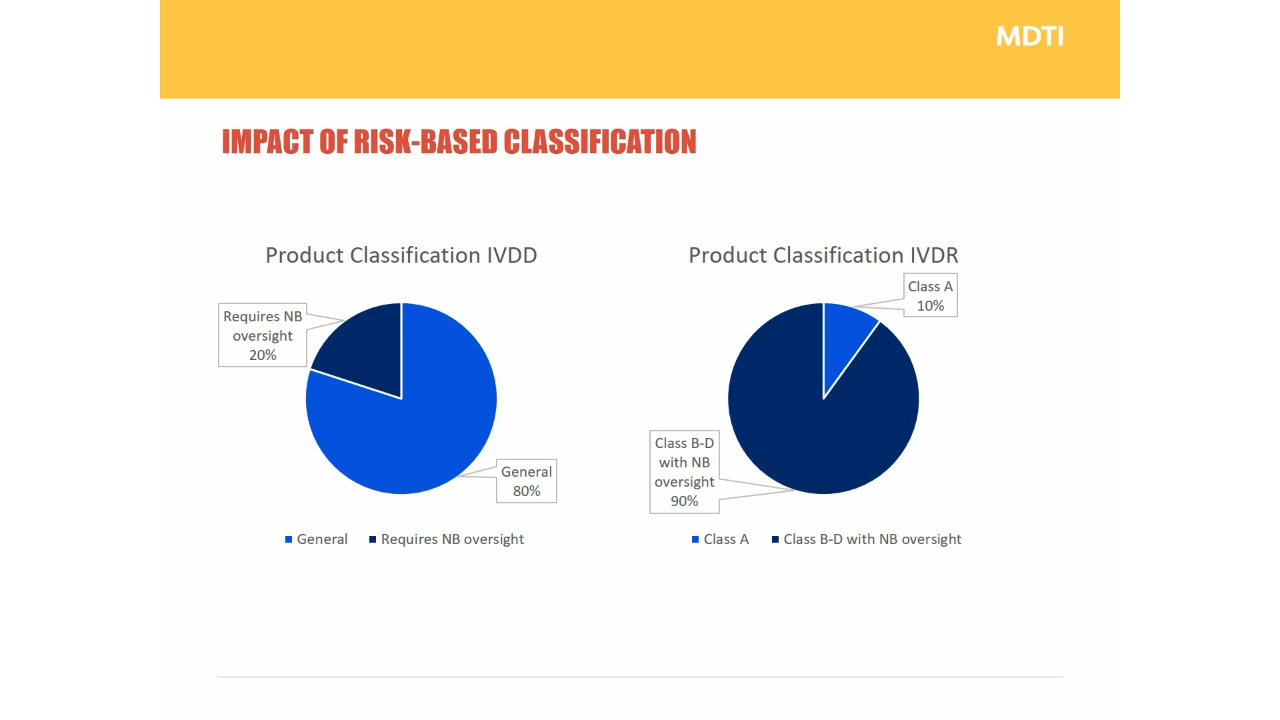 MDTI
IMPACT OF RISK-BASED CLASSIFICATION
Product Classification IVDD
Requires NB
oversight
20%
General
80%
General
Requires NB oversight
Product Classification IVDR
Class A
10%
Class B-D
with NB
oversight
90%
Class A
Class B-D with NB oversight